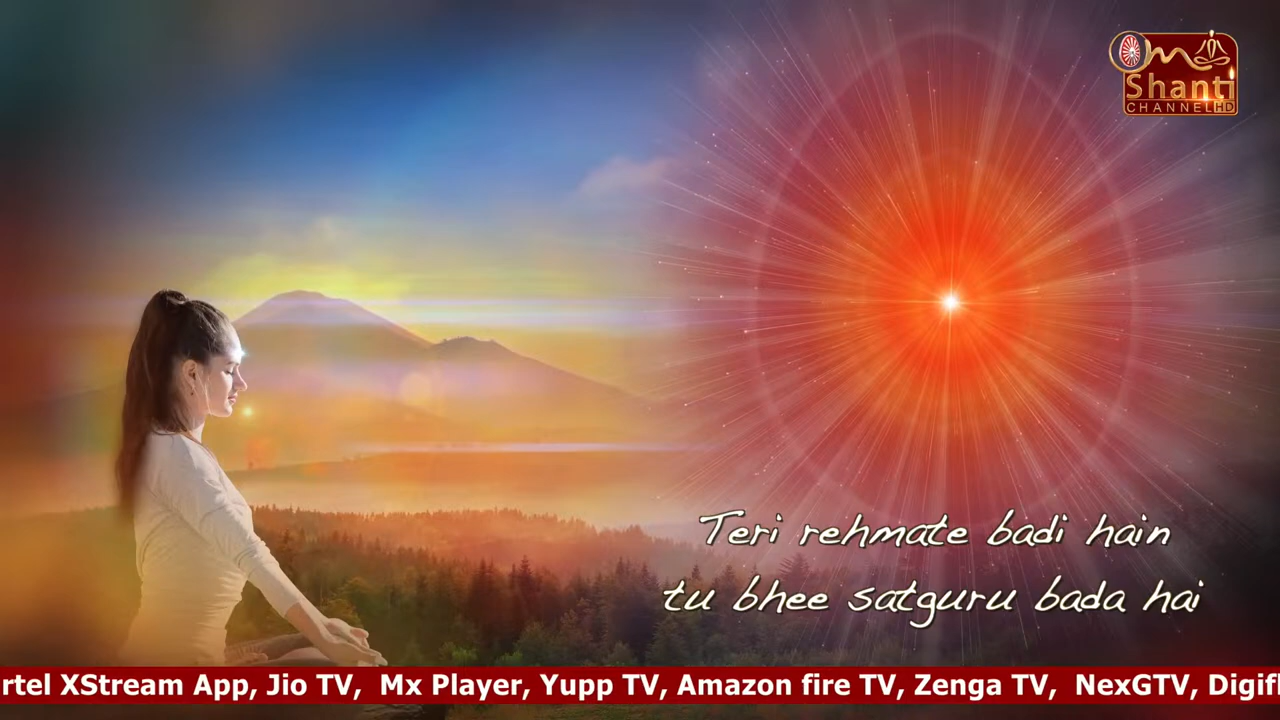 Om
Shanti
CHANNEL HD
Teri rehmate badi hain
tu bhee satguru bada hai
rtel XStream App, Jio TV, Mx Player, Yupp TV, Amazon fire TV, Zenga TV, NexGTV, Digifl